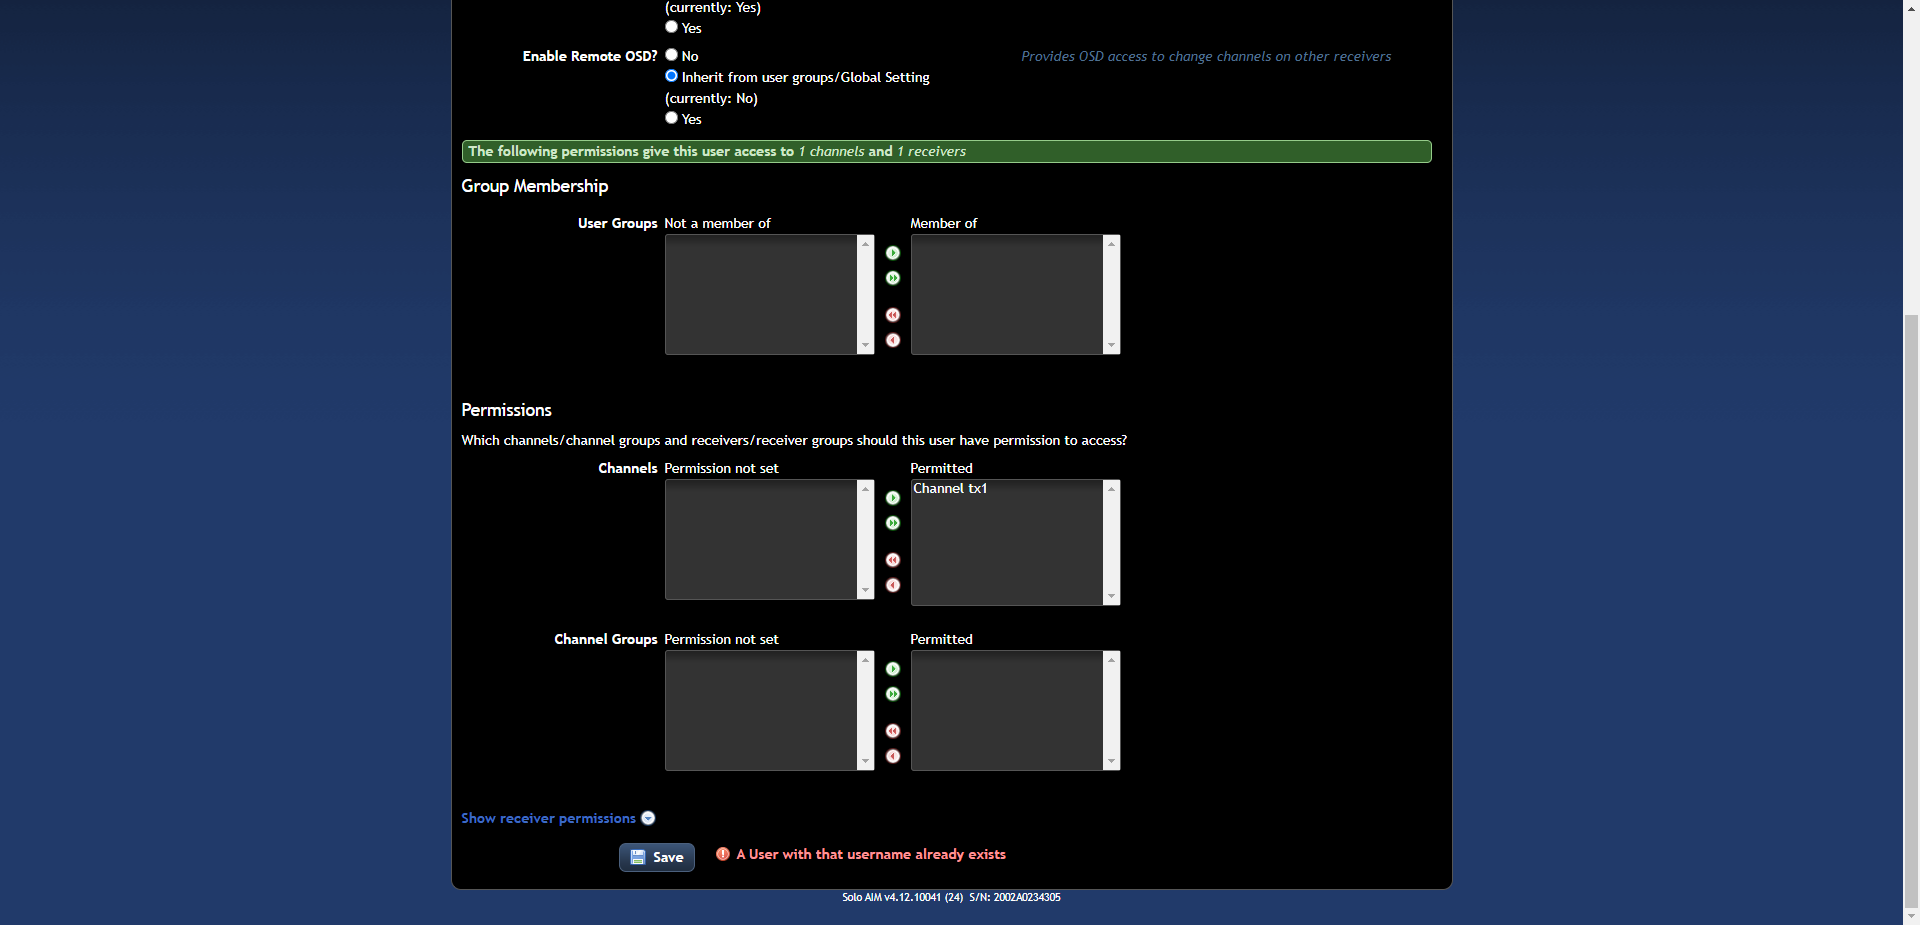 (currently: Yes)
Yes
Enable Remote OSD? No Provides OSD access to change channels on other receivers
Inherit from user groups/Global Setting
(currently: No)
Yes
The following permissions give this user access to 1 channels and 1 receivers
Group Membership
User Groups Not a member of Member of
Permissions
Which channels/channel groups and receivers/receiver groups should this user have permission to access?
Channels Permission not set Permitted
Channel tx1
Channel Groups Permission not set Permitted
Show receiver permissions
Save A User with that username already exists
Solo AIM v4.12.10041 (24) S/N: 2002A0234305